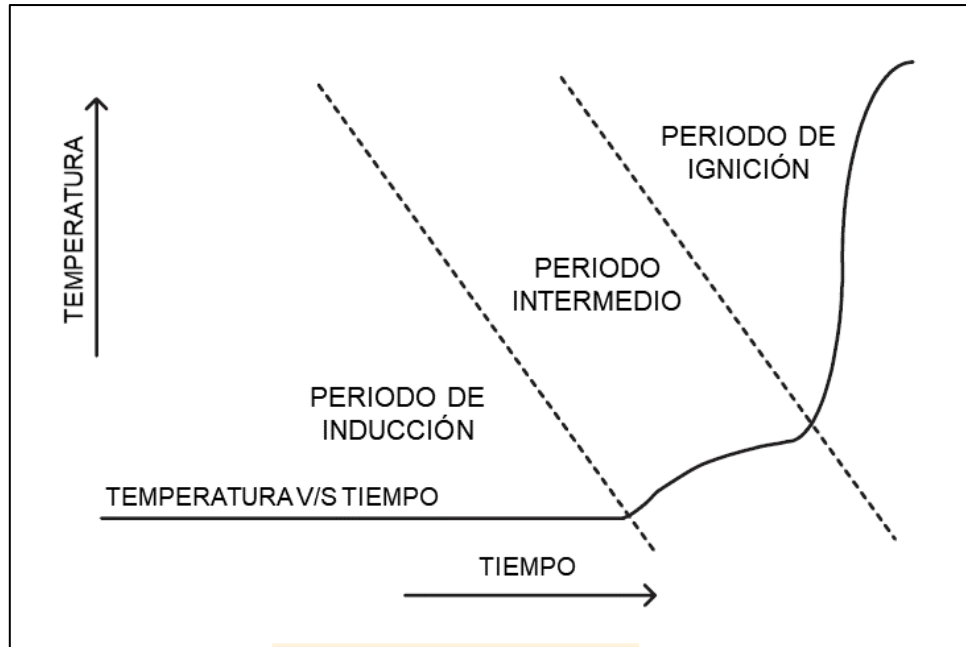 TEMPERATURA
PERIODO DE
IGNICIÓN
PERIODO
INTERMEDIO
PERIODO DE
INDUCCIÓN
TEMPERATURA V/S TIEMPO
TIEMPO